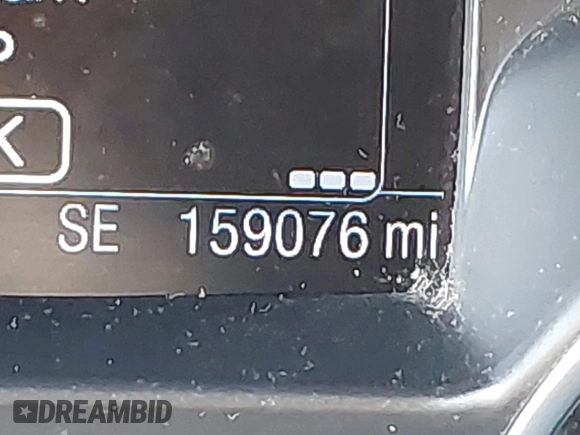 P
K
SE 159076 mi
DREAMBID